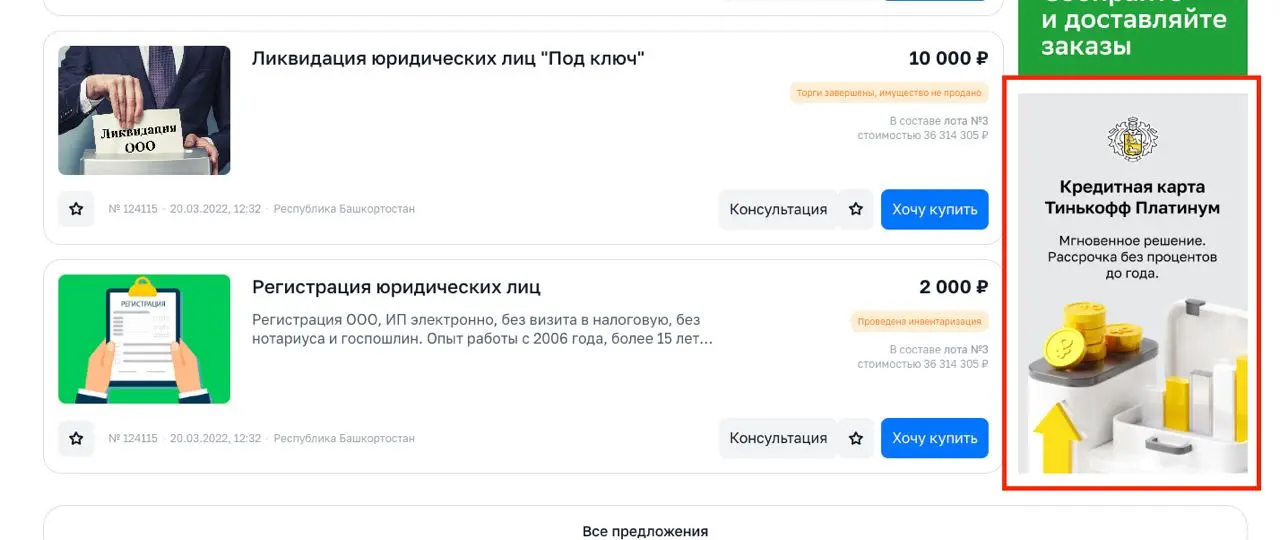 и доставляйте
заказы
Ликвидация юридических лиц "Под ключ"
10 000 ₽
Торги завершены, имущество не продано
В составе лота №3
стоимостью 36 314 305 ₽
Ликвидация
ООО
№ 124115 · 20.03.2022, 12:32 · Республика Башкортостан
Консультация
Хочу купить
Регистрация юридических лиц
2 000 ₽
Регистрация ООО, ИП электронно, без визита в налоговую, без
нотариуса и госпошлин. Опыт работы с 2006 года, более 15 лет...
Проведена инвентаризация
В составе лота №3
стоимостью 36 314 305 ₽
РЕГИСТРАЦИЯ
№ 124115 · 20.03.2022, 12:32 · Республика Башкортостан
Консультация
Хочу купить
Кредитная карта
Тинькофф Платинум
Мгновенное решение.
Рассрочка без процентов
до года.
Все предложения